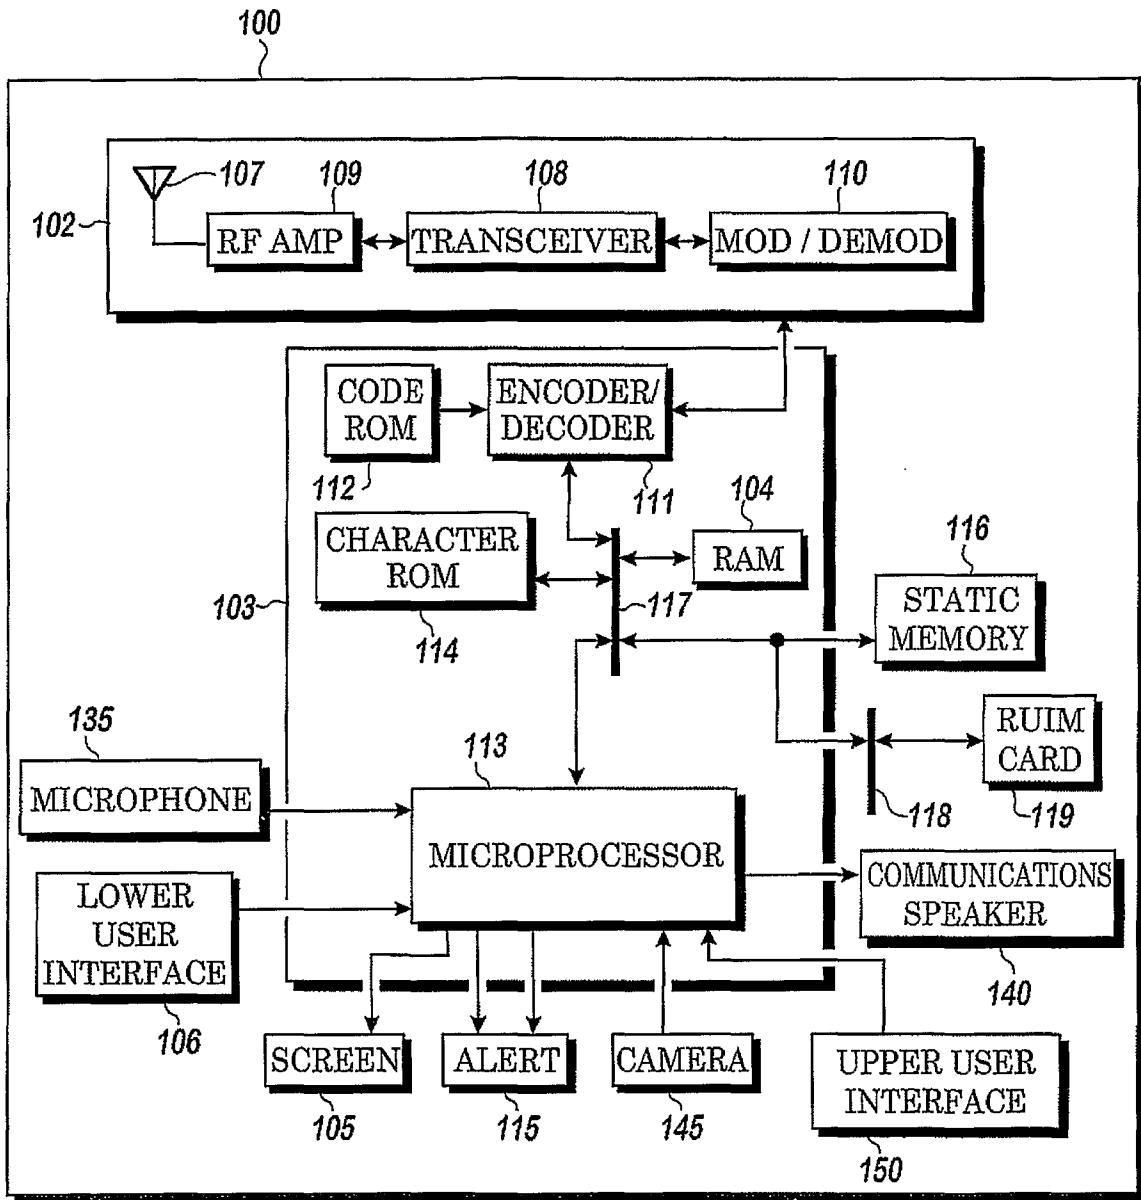 100
107
109
108
110
102
RF AMP
TRANSCEIVER
MOD / DEMOD
CODE
ROM
112
ENCODER/
DECODER
111
104
CHARACTER
ROM
114
RAM
117
103
116
STATIC
MEMORY
135
MICROPHONE
113
MICROPROCESSOR
118
RUIM
CARD
119
LOWER
USER
INTERFACE
106
COMMUNICATIONS
SPEAKER
140
SCREEN
105
ALERT
115
CAMERA
145
UPPER USER
INTERFACE
150